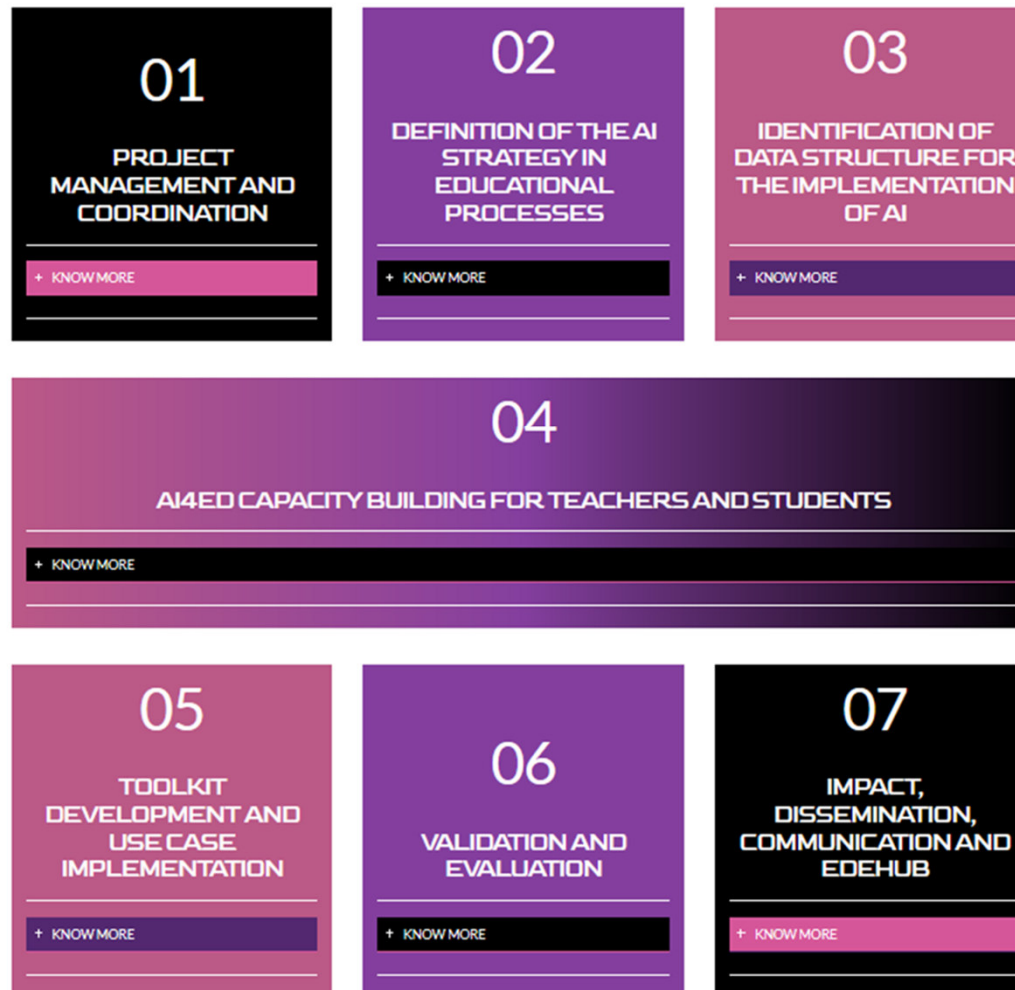 01
PROJECT
MANAGEMENT AND
COORDINATION
+ KNOW MORE
02
DEFINITION OF THE AI
STRATEGY IN
EDUCATIONAL
PROCESSES
+ KNOW MORE
03
IDENTIFICATION OF
DATA STRUCTURE FOR
THE IMPLEMENTATION
OF AI
+ KNOW MORE
04
AI4ED CAPACITY BUILDING FOR TEACHERS AND STUDENTS
+ KNOW MORE
05
TOOLKIT
DEVELOPMENT AND
USE CASE
IMPLEMENTATION
+ KNOW MORE
06
VALIDATION AND
EVALUATION
+ KNOW MORE
07
IMPACT,
DISSEMINATION,
COMMUNICATION AND
EDEHUB
+ KNOW MORE